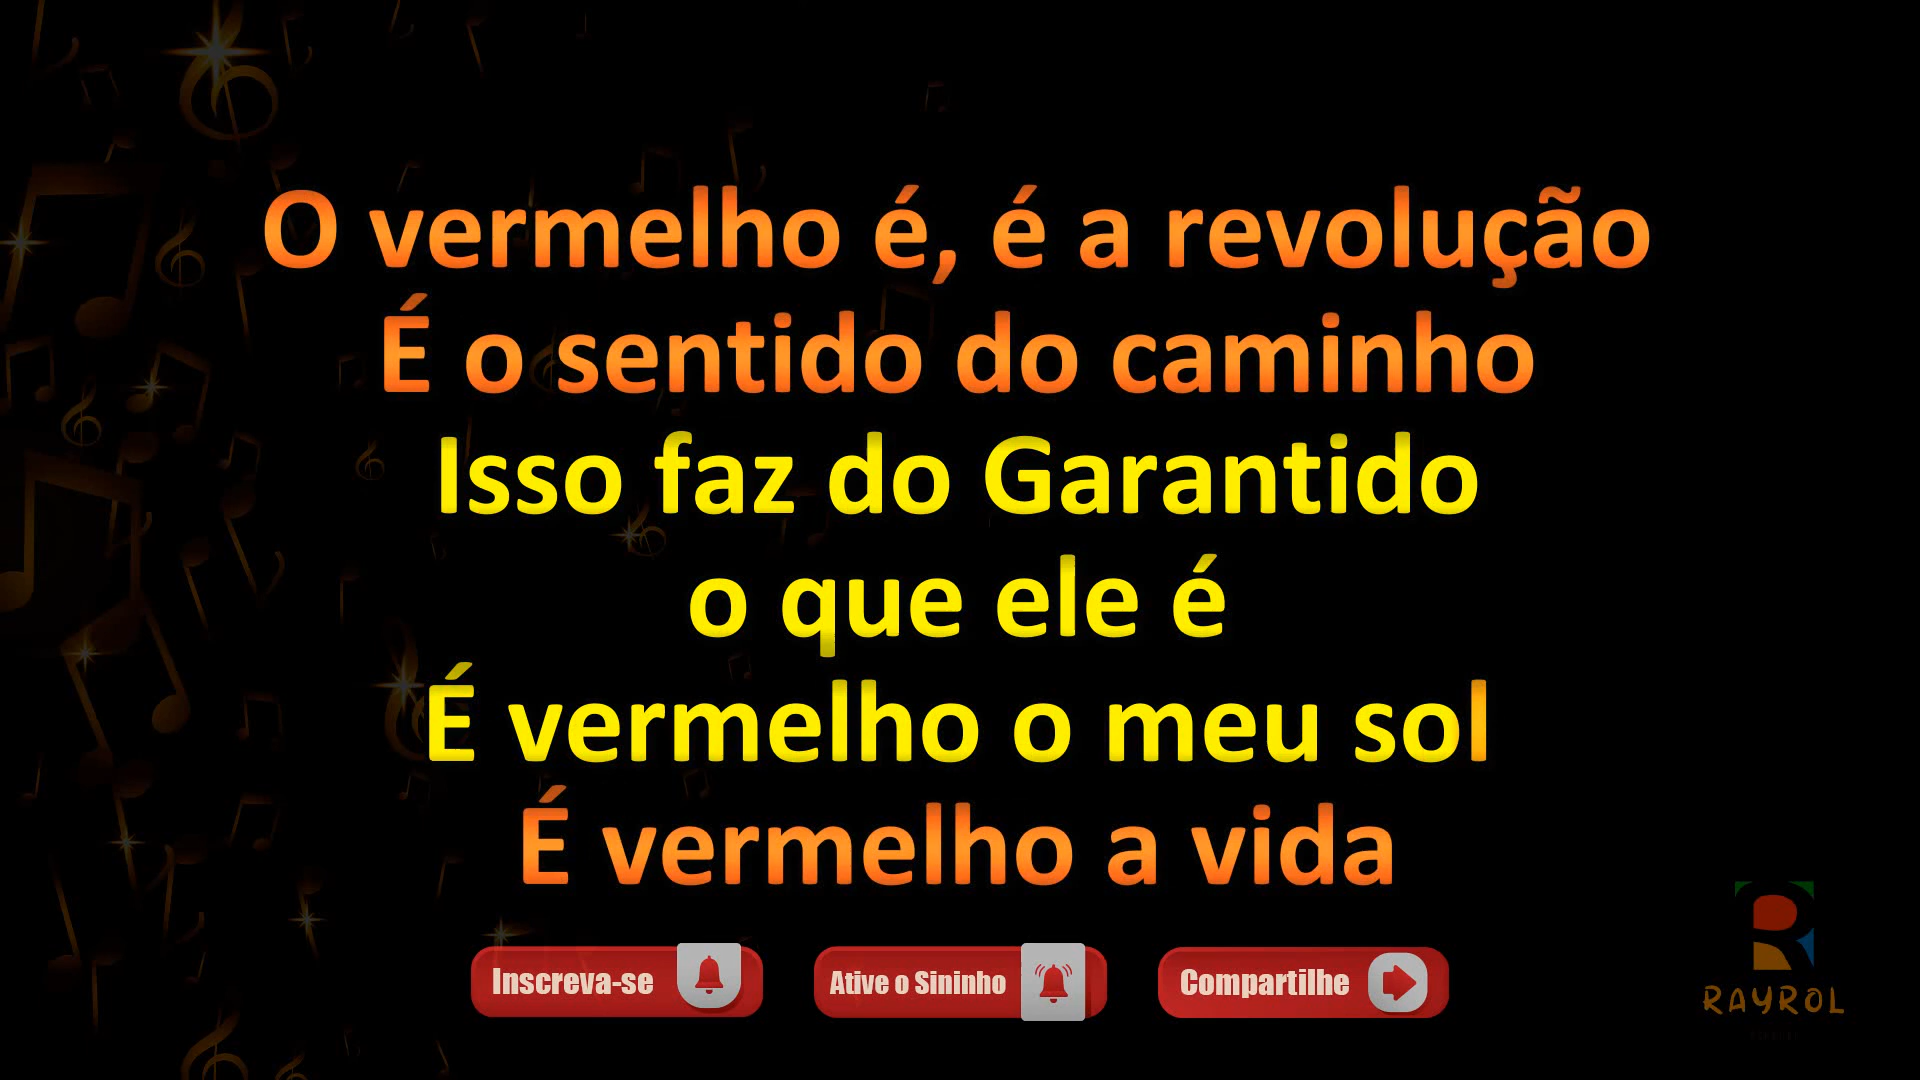 O vermelho é, é a revolução
É o sentido do caminho
Isso faz do Garantido
o que ele é
É vermelho o meu sol
É vermelho a vida
Inscreva-se
Ative o Sininho
Compartilhe
RAYROL